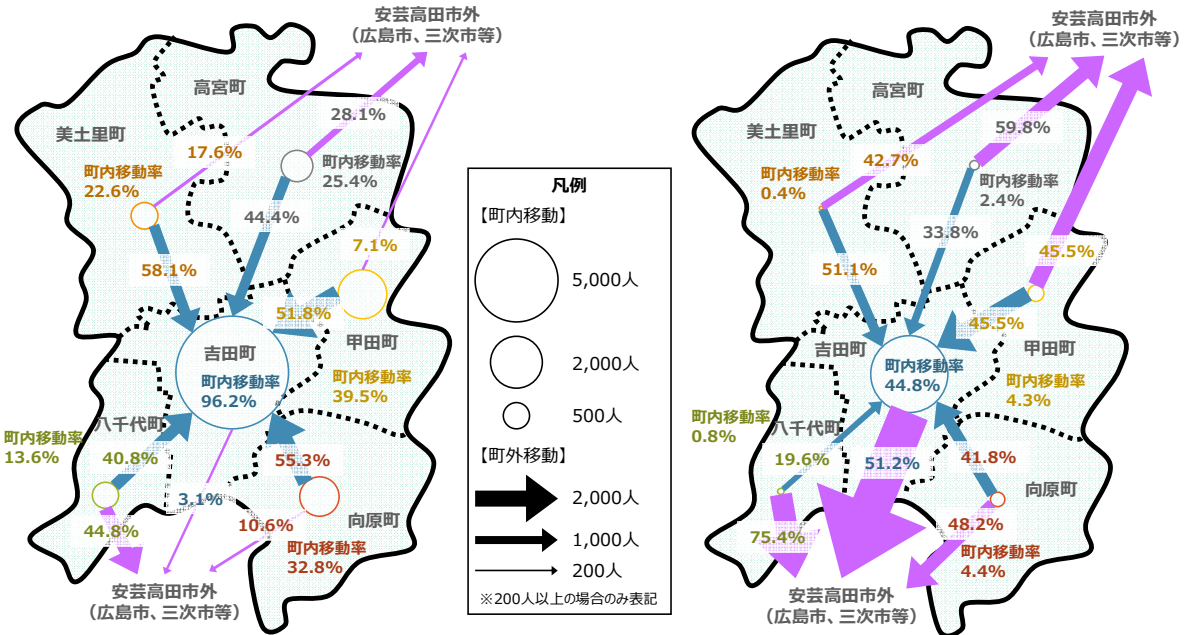 安芸高田市外
（広島市、三次市等）
高宮町
28.1%
美土里町
17.6%
町内移動率
25.4%
町内移動率
22.6%
44.4%
7.1%
58.1%
51.8%
吉田町
甲田町
町内移動率
96.2%
町内移動率
39.5%
八千代町
町内移動率
13.6%
40.8%
55.3%
3.1%
44.8%
10.6%
向原町
町内移動率
32.8%
安芸高田市外
（広島市、三次市等）
凡例
【町内移動】
5,000人
2,000人
500人
【町外移動】
2,000人
1,000人
200人
※200人以上の場合のみ表記
安芸高田市外
（広島市、三次市等）
高宮町
59.8%
美土里町
42.7%
町内移動率
2.4%
町内移動率
0.4%
33.8%
45.5%
51.1%
45.5%
吉田町
甲田町
町内移動率
44.8%
町内移動率
4.3%
町内移動率
0.8%
八千代町
19.6%
51.2%
41.8%
向原町
75.4%
48.2%
町内移動率
4.4%
安芸高田市外
（広島市、三次市等）